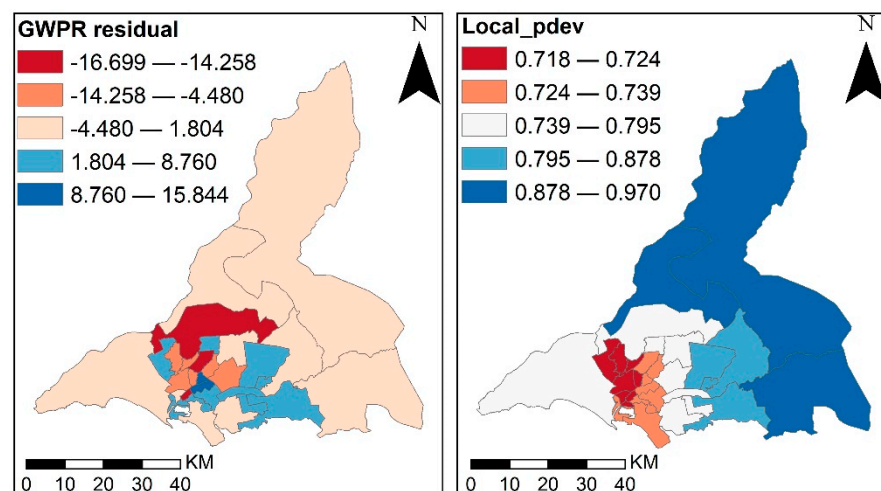 GWPR residual
-16.699 — -14.258
-14.258 — -4.480
-4.480 — 1.804
1.804 — 8.760
8.760 — 15.844
N
KM
0 10 20 30 40
Local_pdev
0.718 — 0.724
0.724 — 0.739
0.739 — 0.795
0.795 — 0.878
0.878 — 0.970
N
KM
0 10 20 30 40